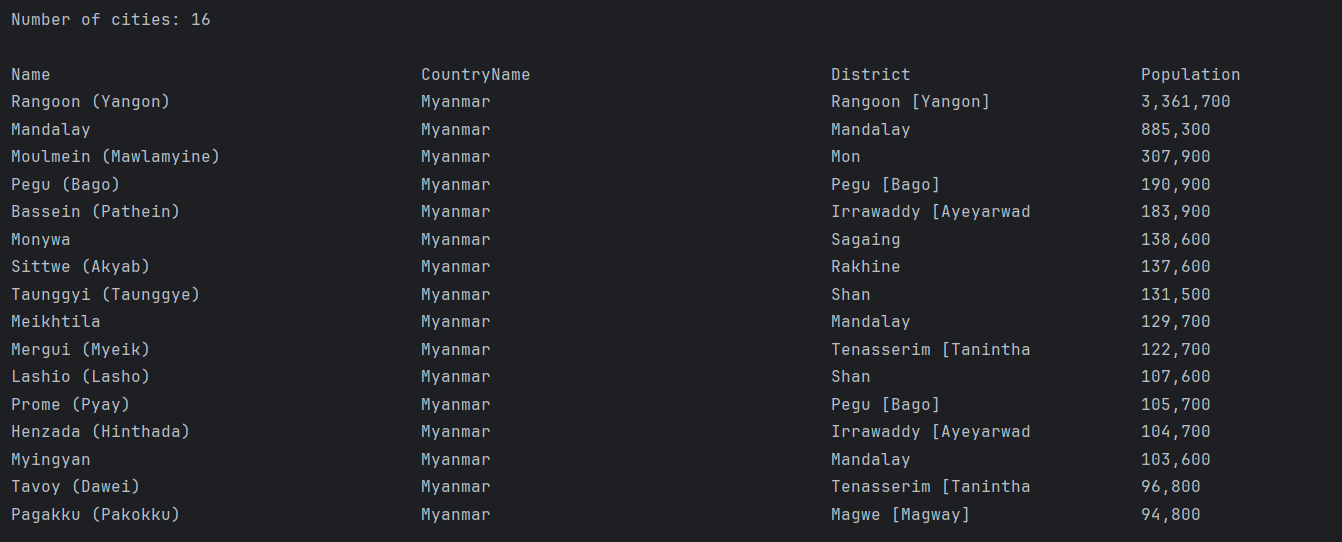 Number of cities: 16
Name CountryName District Population
Rangoon (Yangon) Myanmar Rangoon [Yangon] 3,361,700
Mandalay Myanmar Mandalay 885,300
Moulmein (Mawlamyine) Myanmar Mon 307,900
Pegu (Bago) Myanmar Pegu [Bago] 190,900
Bassein (Pathein) Myanmar Irrawaddy [Ayeyarwad 183,900
Monywa Myanmar Sagaing 138,600
Sittwe (Akyab) Myanmar Rakhine 137,600
Taunggyi (Taunggye) Myanmar Shan 131,500
Meikhtila Myanmar Mandalay 129,700
Mergui (Myeik) Myanmar Tenasserim [Tanintha 122,700
Lashio (Lasho) Myanmar Shan 107,600
Prome (Pyay) Myanmar Pegu [Bago] 105,700
Henzada (Hinthada) Myanmar Irrawaddy [Ayeyarwad 104,700
Myingyan Myanmar Mandalay 103,600
Tavoy (Dawei) Myanmar Tenasserim [Tanintha 96,800
Pagakku (Pakokku) Myanmar Magwe [Magway] 94,800